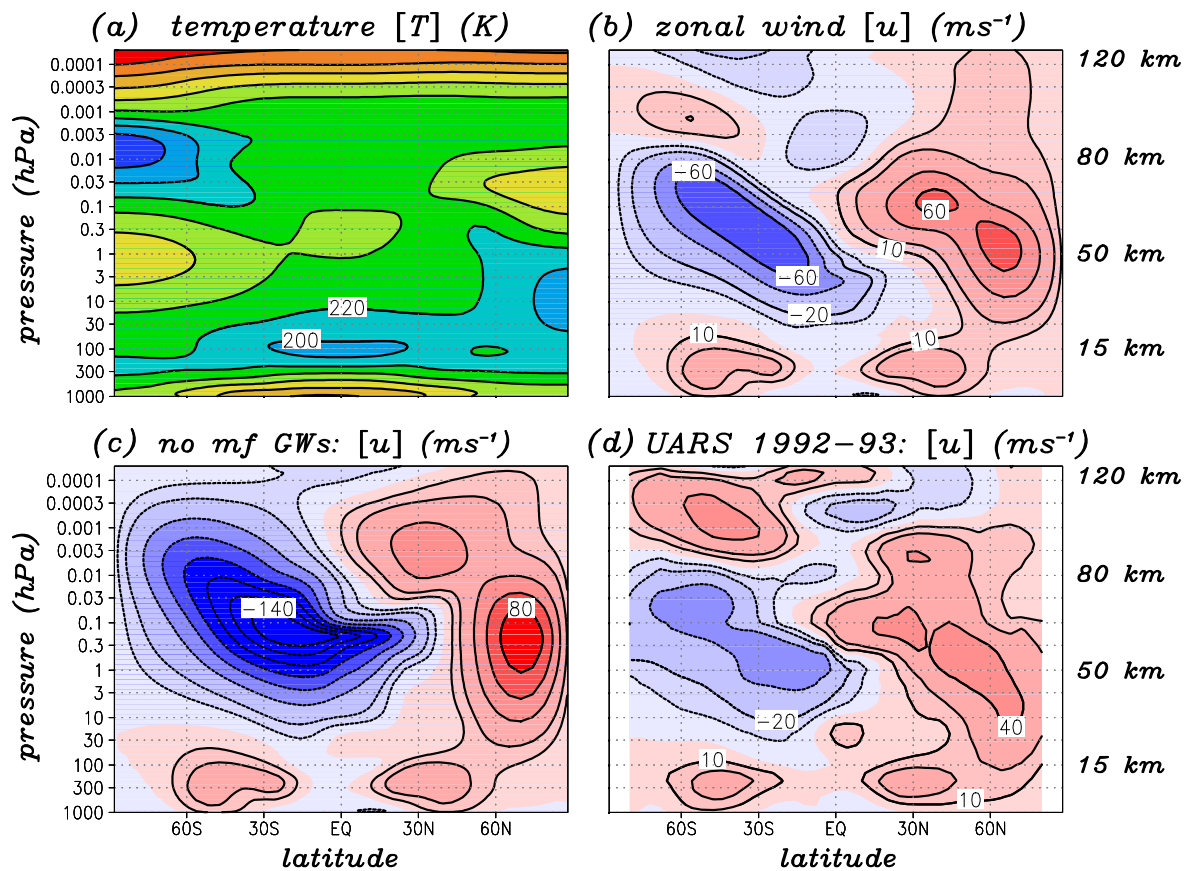 (a) temperature [T] (K)
(b) zonal wind [u] (ms⁻¹)
pressure (hPa)
0.0001
0.0003
0.001
0.003
0.01
0.03
0.1
0.3
1
3
10
30
100
300
1000
220
200
-60
-60
-20
10
10
10
60
120 km
80 km
50 km
15 km
(c) no mf GWs: [u] (ms⁻¹)
(d) UARS 1992-93: [u] (ms⁻¹)
pressure (hPa)
0.0001
0.0003
0.001
0.003
0.01
0.03
0.1
0.3
1
3
10
30
100
300
1000
-140
80
-20
40
10
10
120 km
80 km
50 km
15 km
60S 30S EQ 30N 60N
60S 30S EQ 30N 60N
latitude
latitude